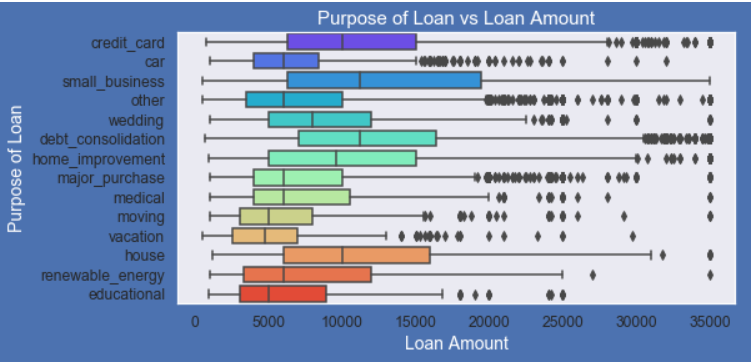 Purpose of Loan vs Loan Amount
Purpose of Loan
credit_card
car
small_business
other
wedding
debt_consolidation
home_improvement
major_purchase
medical
moving
vacation
house
renewable_energy
educational
0 5000 10000 15000 20000 25000 30000 35000
Loan Amount